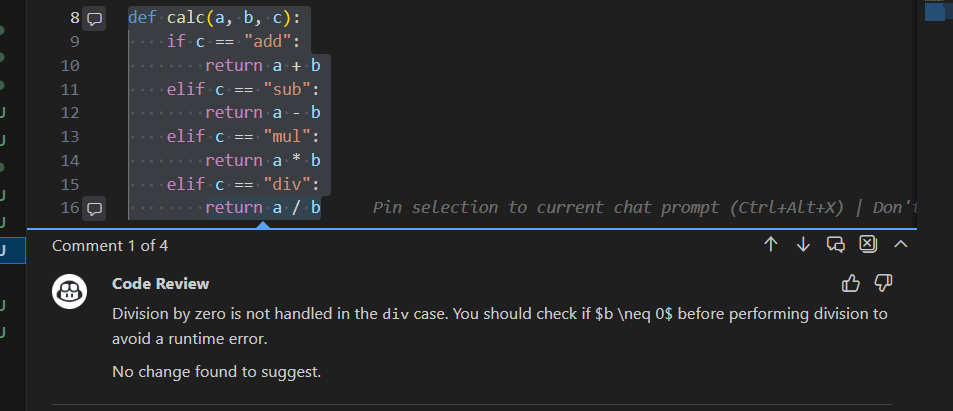 8 def calc(a, b, c):
9 if c == "add":
10 return a + b
11 elif c == "sub":
12 return a - b
13 elif c == "mul":
14 return a * b
15 elif c == "div":
16 return a / b Pin selection to current chat prompt (Ctrl+Alt+X) | Don't
Comment 1 of 4
Code Review
Division by zero is not handled in the div case. You should check if $b \neq 0$ before performing division to
avoid a runtime error.
No change found to suggest.
U
U
U
U
U
U
U